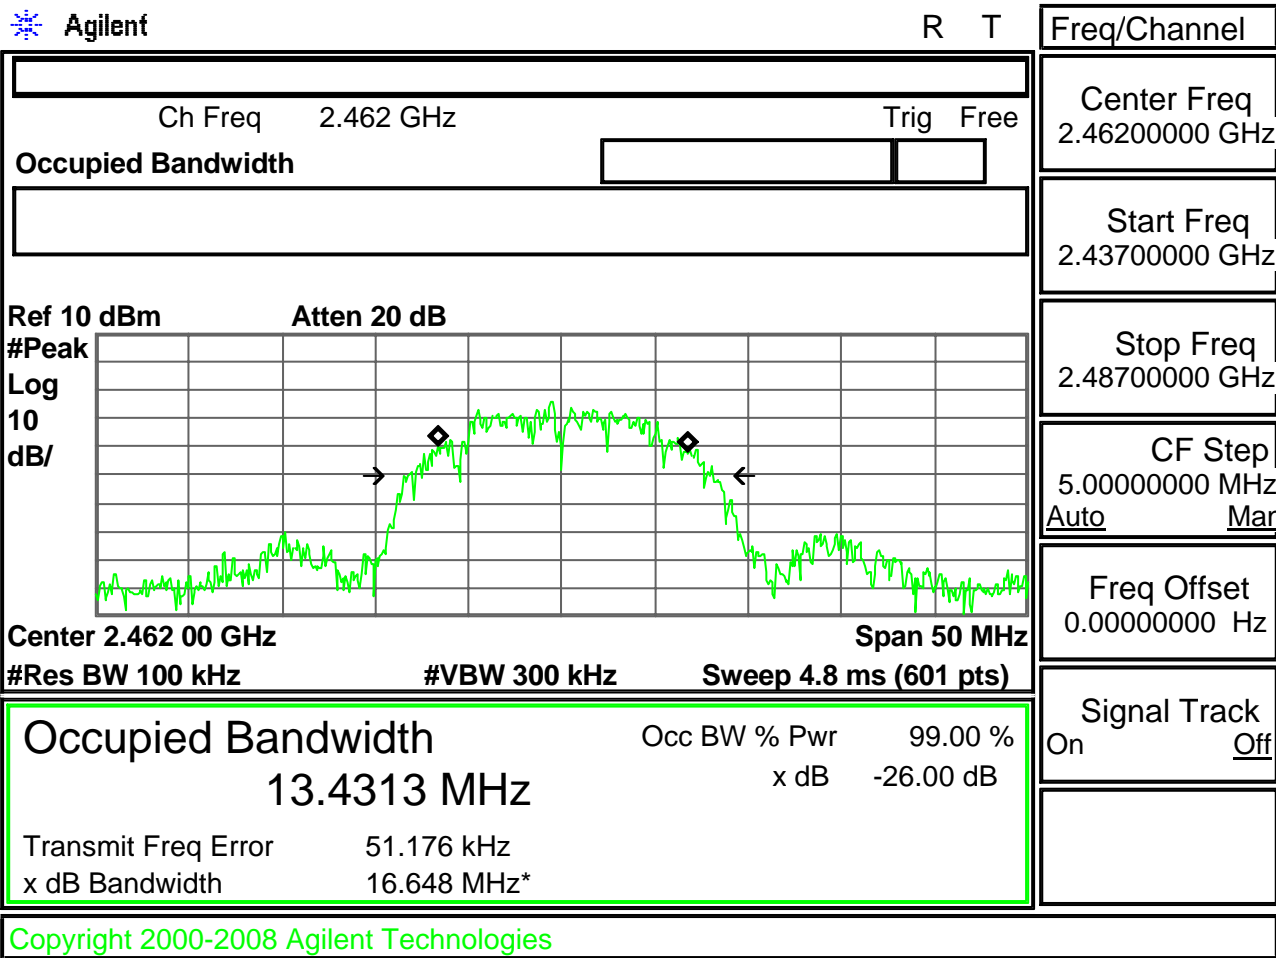 Agilent R T Freq/Channel
Ch Freq 2.462 GHz Trig Free
Occupied Bandwidth
Center Freq
2.46200000 GHz
Start Freq
2.43700000 GHz
Stop Freq
2.48700000 GHz
CF Step
5.00000000 MHz
Auto Mar
Freq Offset
0.00000000 Hz
Signal Track
On Off
Ref 10 dBm Atten 20 dB
#Peak
Log
10
dB/
Center 2.462 00 GHz Span 50 MHz
#Res BW 100 kHz #VBW 300 kHz Sweep 4.8 ms (601 pts)
Occupied Bandwidth Occ BW % Pwr 99.00 %
13.4313 MHz x dB -26.00 dB
Transmit Freq Error 51.176 kHz
x dB Bandwidth 16.648 MHz*
Copyright 2000-2008 Agilent Technologies